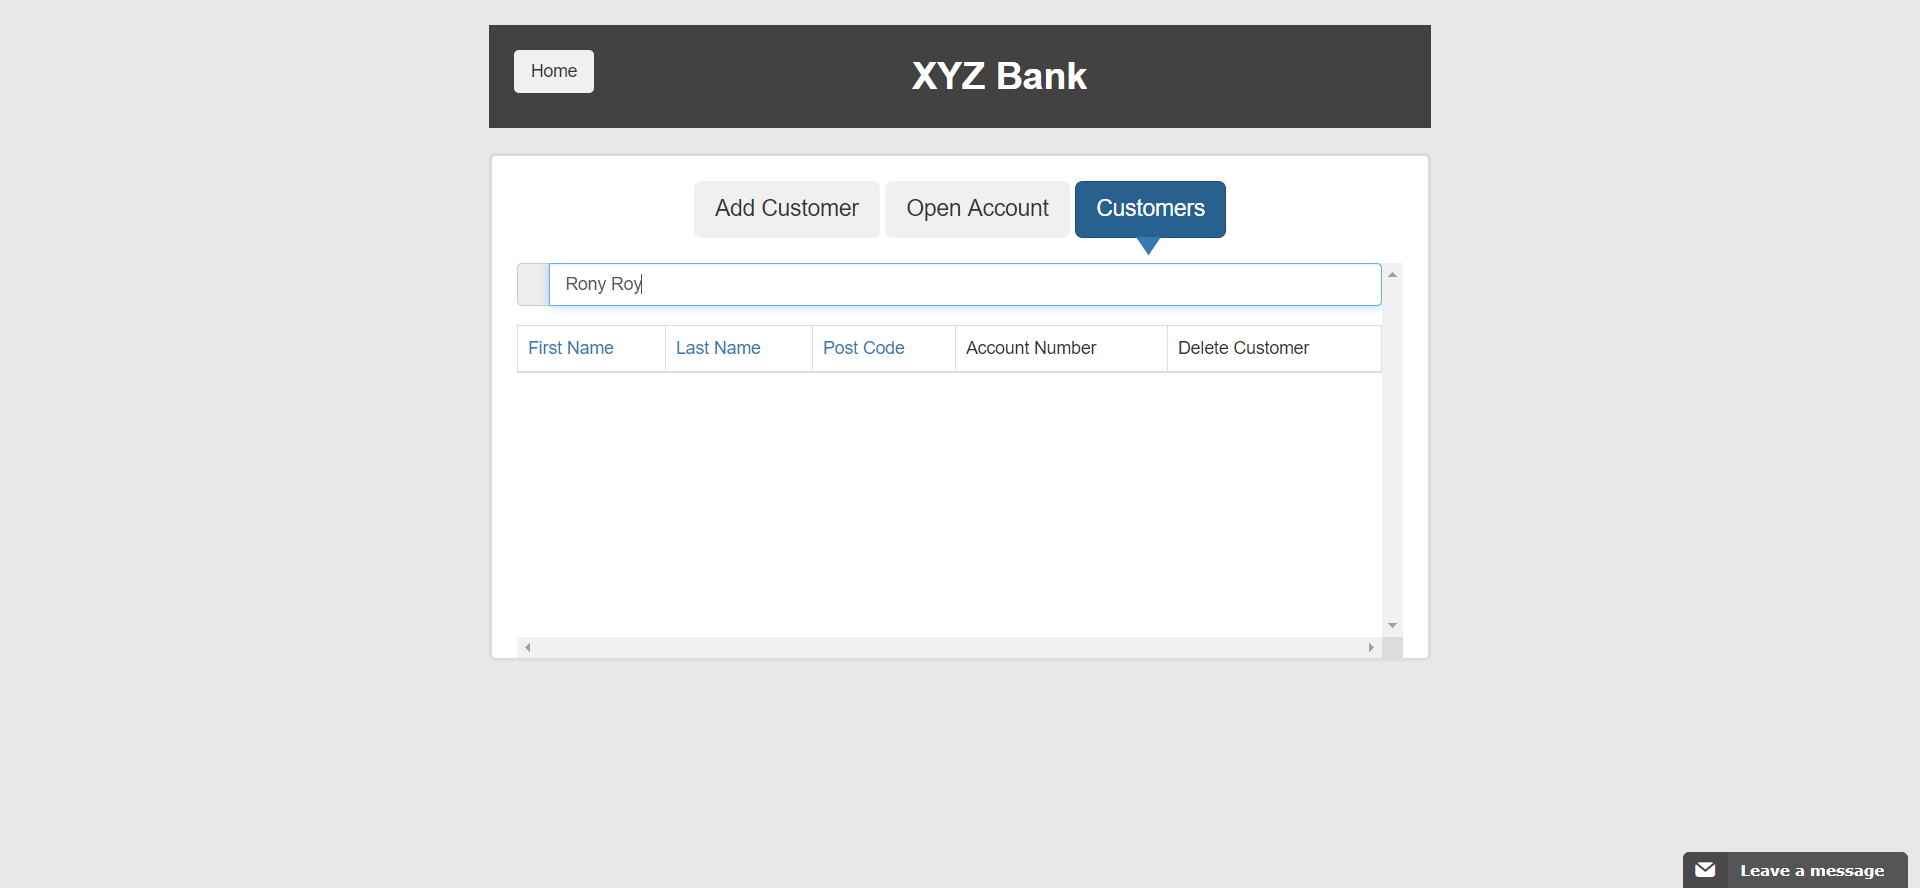 Home
XYZ Bank
Add Customer Open Account Customers
Rony Roy
First Name Last Name Post Code Account Number Delete Customer
Leave a message